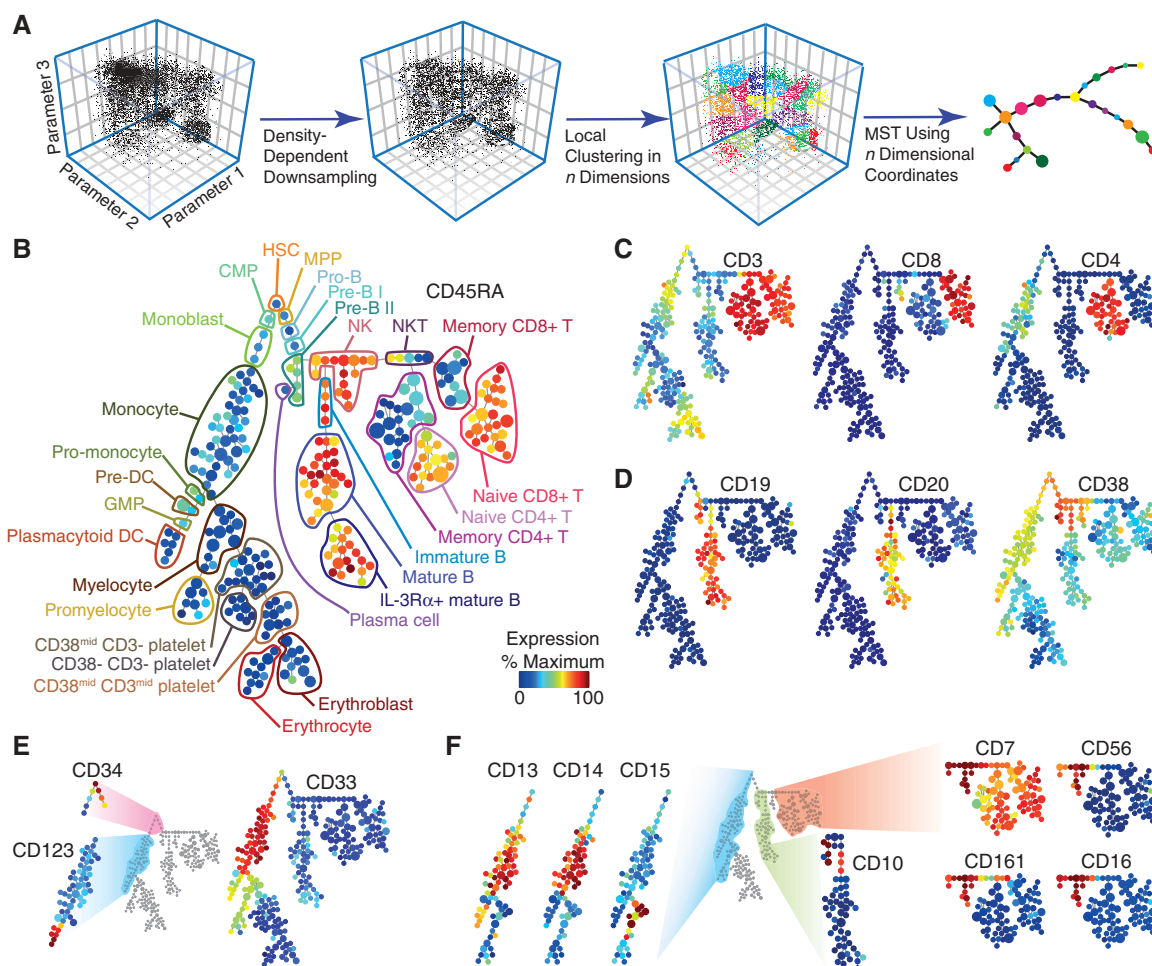 A
Parameter 3
Parameter 2
Parameter 1
Density-
Dependent
Downsampling
Local
Clustering in
n Dimensions
MST Using
n Dimensional
Coordinates
B
HSC
CMP
MPP
Pro-B
Pre-B I
Pre-B II
CD45RA
Monoblast
NK
NKT
Memory CD8+ T
Monocyte
Pro-monocyte
Pre-DC
GMP
Plasmacytoid DC
Myelocyte
Promyelocyte
CD38mid CD3- platelet
CD38- CD3- platelet
CD38mid CD3mid platelet
Naive CD8+ T
Naive CD4+ T
Memory CD4+ T
Immature B
Mature B
IL-3Rα+ mature B
Plasma cell
Erythroblast
Erythrocyte
Expression
% Maximum
0
100
C
CD3
CD8
CD4
D
CD19
CD20
CD38
E
CD34
CD123
CD33
F
CD13
CD14
CD15
CD10
CD7
CD56
CD161
CD16